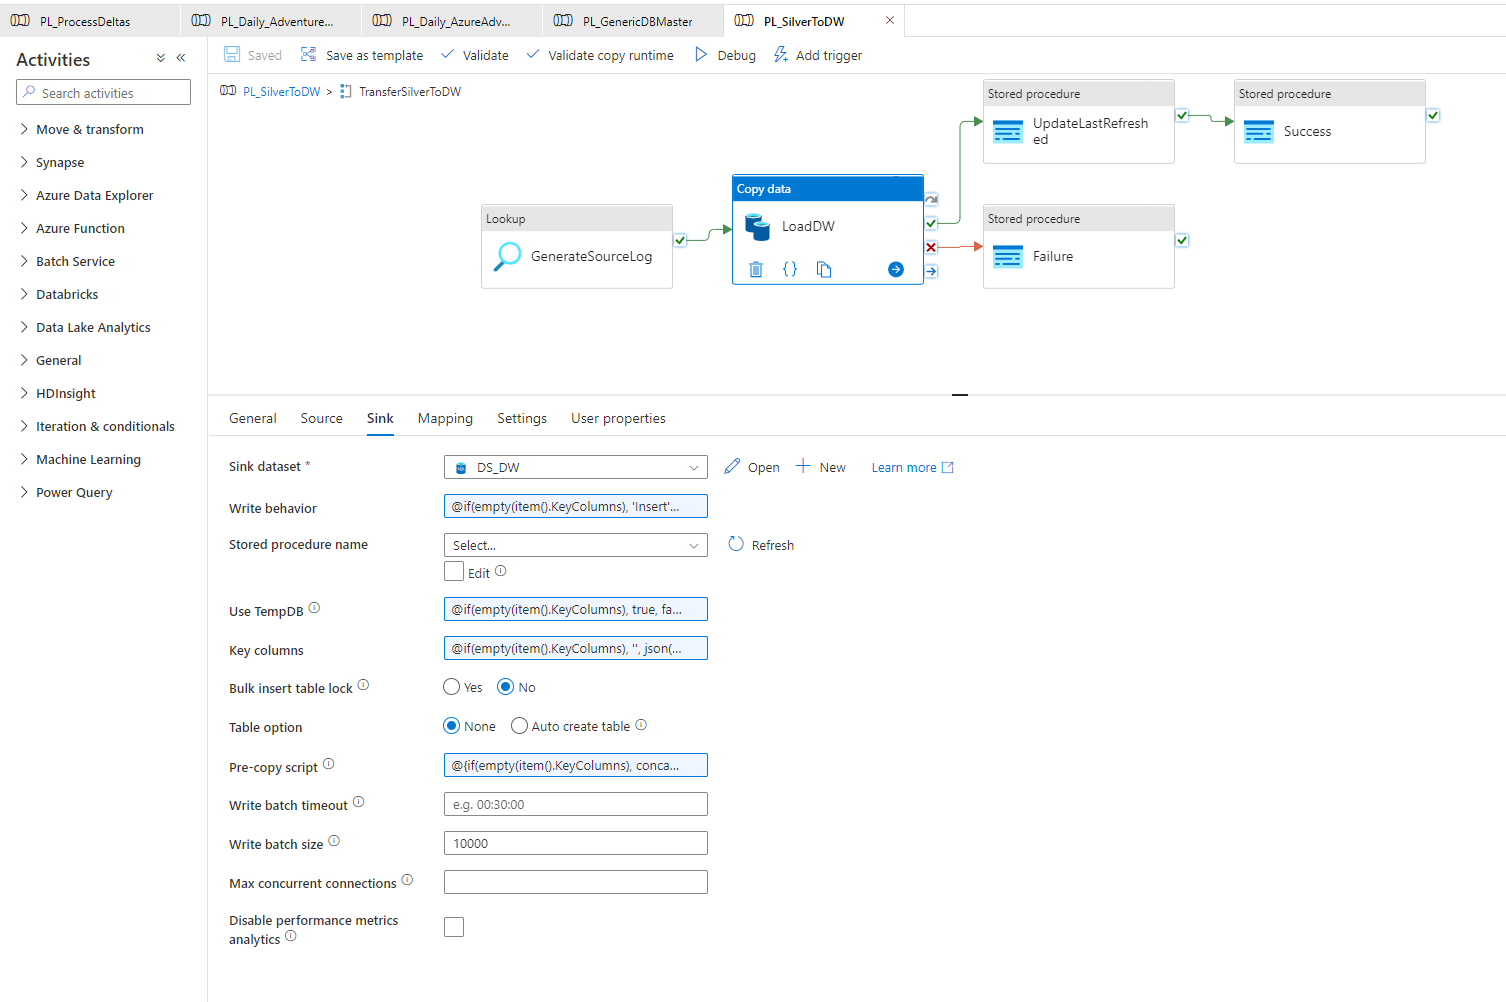 PL_ProcessDeltas
PL_Daily_Adventure...
PL_Daily_AzureAdv...
PL_GenericDBMaster
PL_SilverToDW
Activities
Search activities
Move & transform
Synapse
Azure Data Explorer
Azure Function
Batch Service
Databricks
Data Lake Analytics
General
HDInsight
Iteration & conditionals
Machine Learning
Power Query
Saved
Save as template
Validate
Validate copy runtime
Debug
Add trigger
PL_SilverToDW > TransferSilverToDW
Lookup
GenerateSourceLog
Copy data
LoadDW
Stored procedure
UpdateLastRefresh
ed
Stored procedure
Success
Stored procedure
Failure
General
Source
Sink
Mapping
Settings
User properties
Sink dataset *
DS_DW
Open
New
Learn more
Write behavior
@if(empty(item().KeyColumns), 'Insert'...
Stored procedure name
Select...
Refresh
Edit
Use TempDB
@if(empty(item().KeyColumns), true, fa...
Key columns
@if(empty(item().KeyColumns), '', json(...
Bulk insert table lock
Yes
No
Table option
None
Auto create table
Pre-copy script
@{if(empty(item().KeyColumns), conca...
Write batch timeout
e.g. 00:30:00
Write batch size
10000
Max concurrent connections
Disable performance metrics
analytics